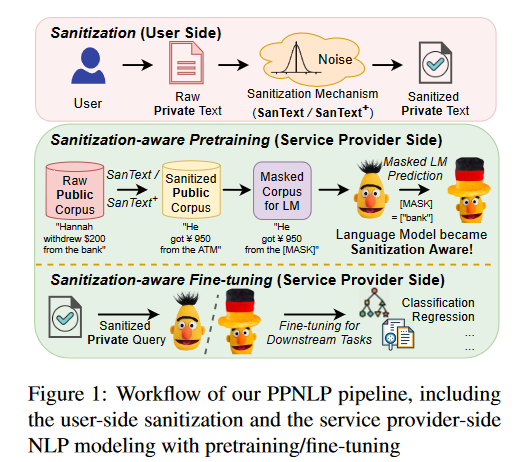 Sanitization (User Side)
Noise
User
Raw
Private Text
Sanitization Mechanism
(SanText / SanText+)
Sanitized
Private Text
Sanitization-aware Pretraining (Service Provider Side)
Raw
Public
Corpus
SanText /
SanText+
Sanitized
Public
Corpus
Masked
Corpus
for LM
Masked LM
Prediction
[MASK]
= ["bank"]
"Hannah
withdrew $200
from the bank"
"He
got ¥ 950
from the ATM"
"He
got ¥ 950
from the [MASK]"
Language Model became
Sanitization Aware!
Sanitization-aware Fine-tuning (Service Provider Side)
Sanitized
Private Query
Fine-tuning for
Downstream Tasks
Classification
Regression
...
...
Figure 1: Workflow of our PPNLP pipeline, including
the user-side sanitization and the service provider-side
NLP modeling with pretraining/fine-tuning